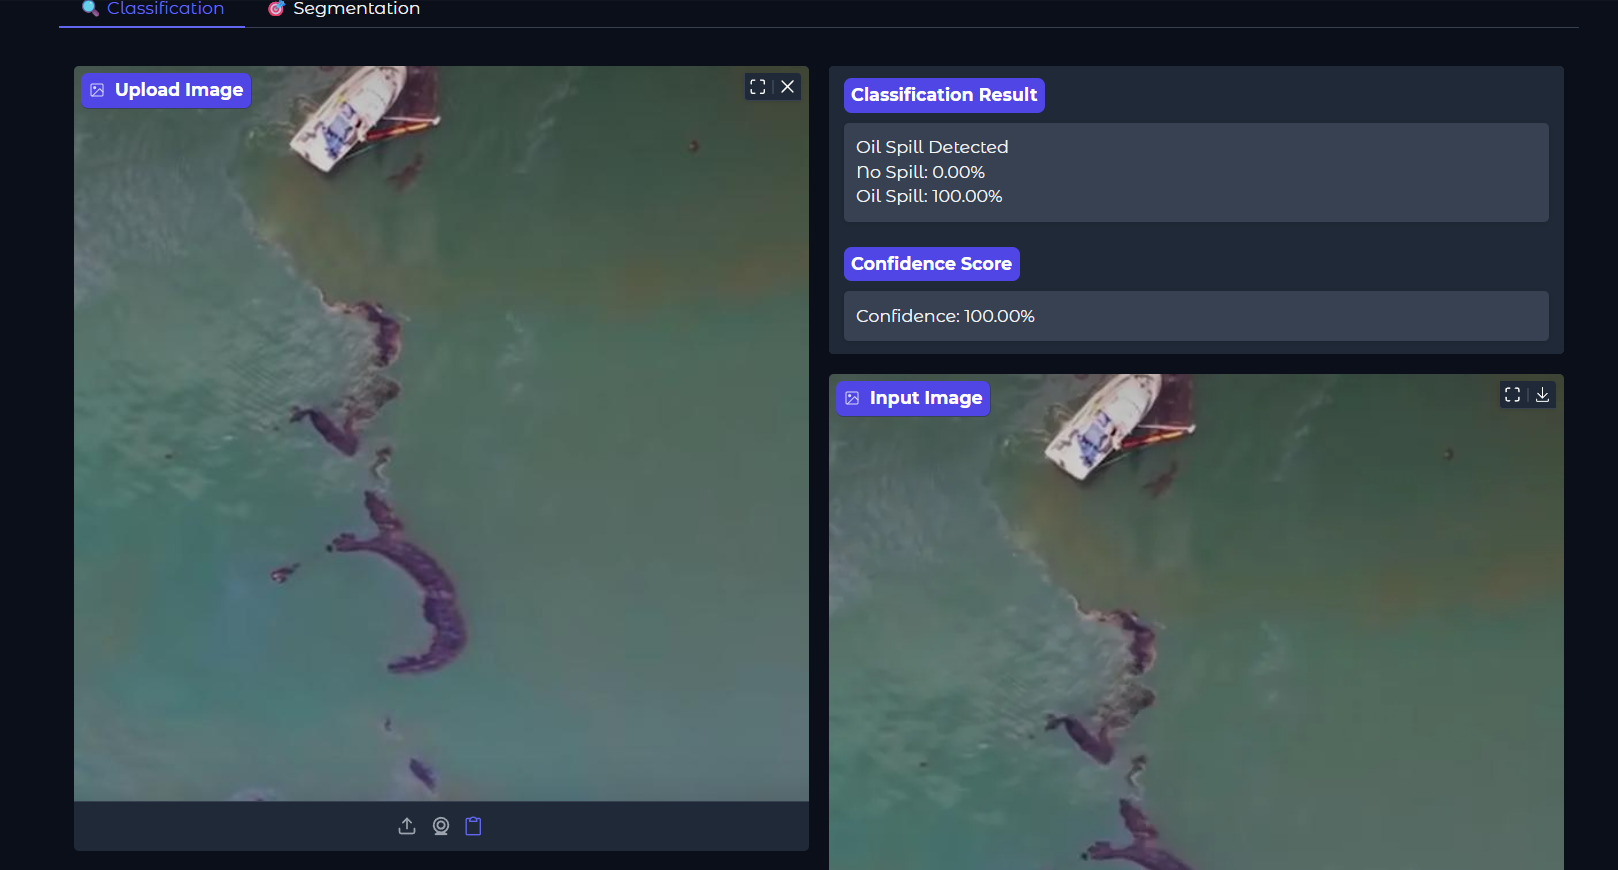 Classification
Segmentation
Upload Image
Classification Result
Oil Spill Detected
No Spill: 0.00%
Oil Spill: 100.00%
Confidence Score
Confidence: 100.00%
Input Image